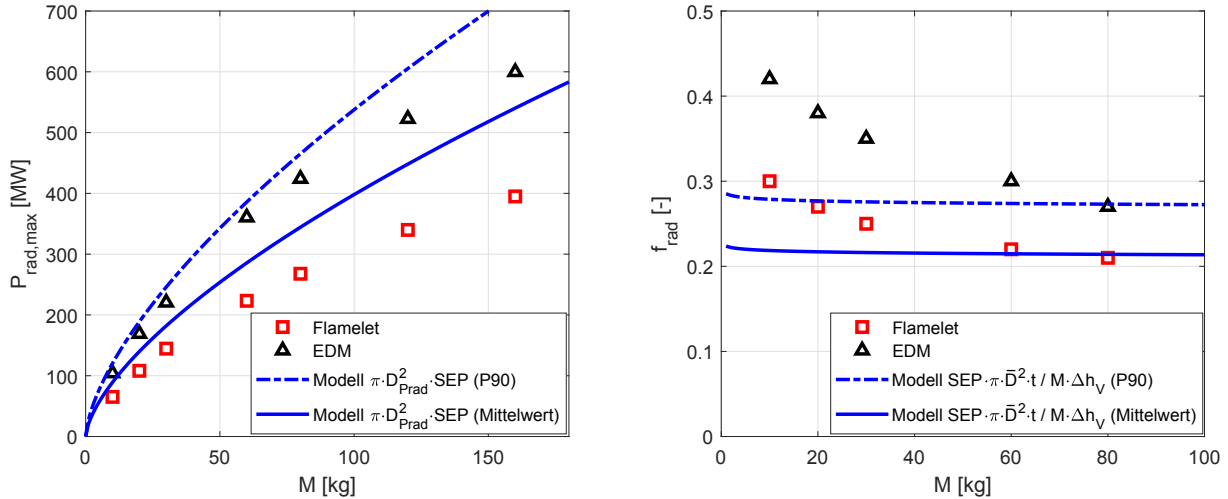 700
600
500
400
300
200
100
0
P_rad,max [MW]
0 50 100 150
M [kg]
Flamelet
EDM
Modell π·D²_Prad·SEP (P90)
Modell π·D²_Prad·SEP (Mittelwert)
0.5
0.4
0.3
0.2
0.1
0
f_rad [-]
0 20 40 60 80 100
M [kg]
Flamelet
EDM
Modell SEP·π·D̄²·t / M·Δh_V (P90)
Modell SEP·π·D̄²·t / M·Δh_V (Mittelwert)